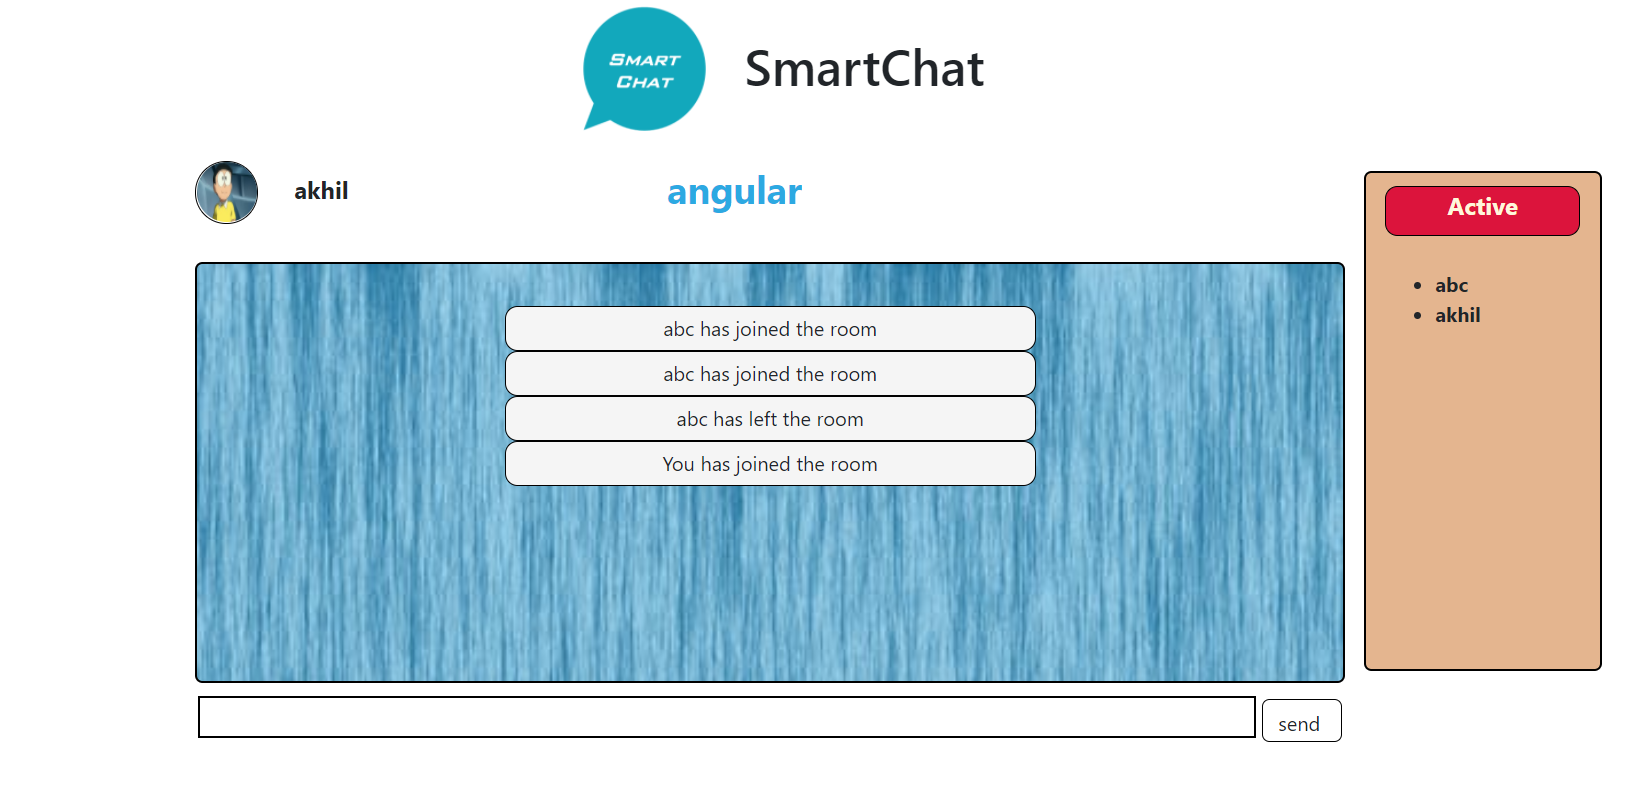 SMART
CHAT
SmartChat
akhil
angular
Active
abc
akhil
abc has joined the room
abc has joined the room
abc has left the room
You has joined the room
send